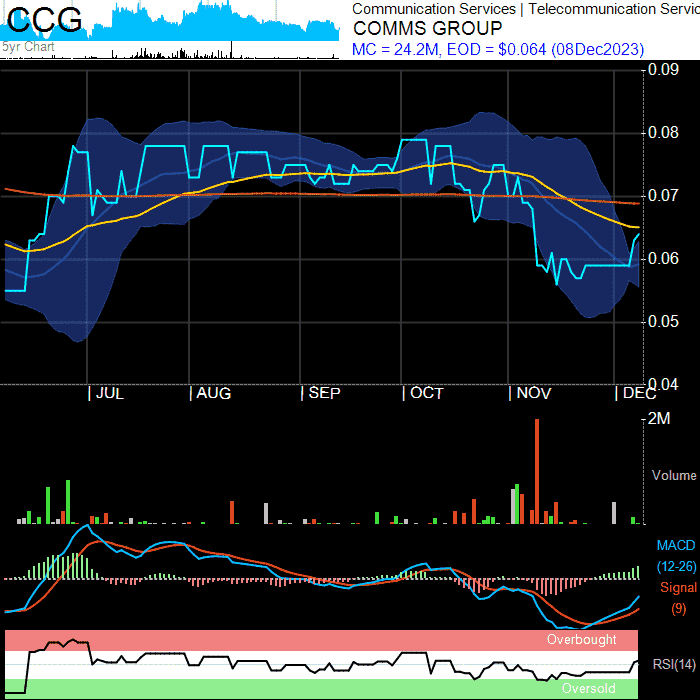 CCG
5yr Chart
Communication Services | Telecommunication Service
COMMS GROUP
MC = 24.2M, EOD = $0.064 (08Dec2023)
0.09
0.08
0.07
0.06
0.05
0.04
| JUL | AUG | SEP | OCT | NOV | DEC
2M
Volume
MACD
(12-26)
Signal
(9)
Overbought
RSI(14)
Oversold